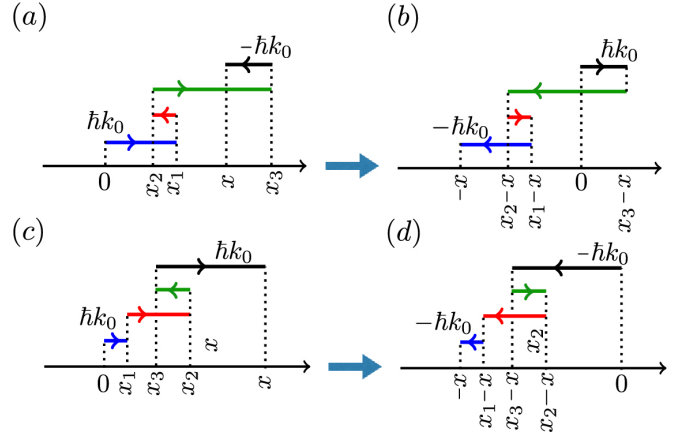 (a)
(b)
−ħk₀
ħk₀
ħk₀
−ħk₀
0
x₂
x₁
x
x₃
−x
x₂−x
x₁−x
0
x₃−x
(c)
(d)
ħk₀
−ħk₀
ħk₀
−ħk₀
x
x₂
0
x₁
x₃
x₂
x
−x
x₁−x
x₃−x
x₂−x
0